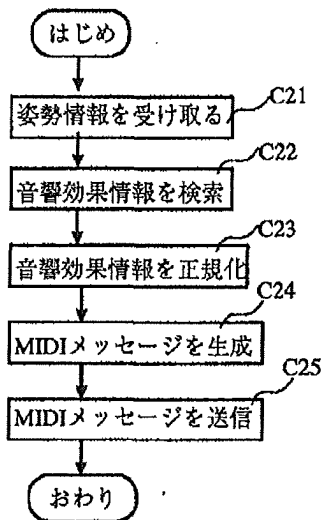 はじめ
姿勢情報を受け取る
C21
音響効果情報を検索
C22
音響効果情報を正規化
C23
MIDIメッセージを生成
C24
MIDIメッセージを送信
C25
おわり